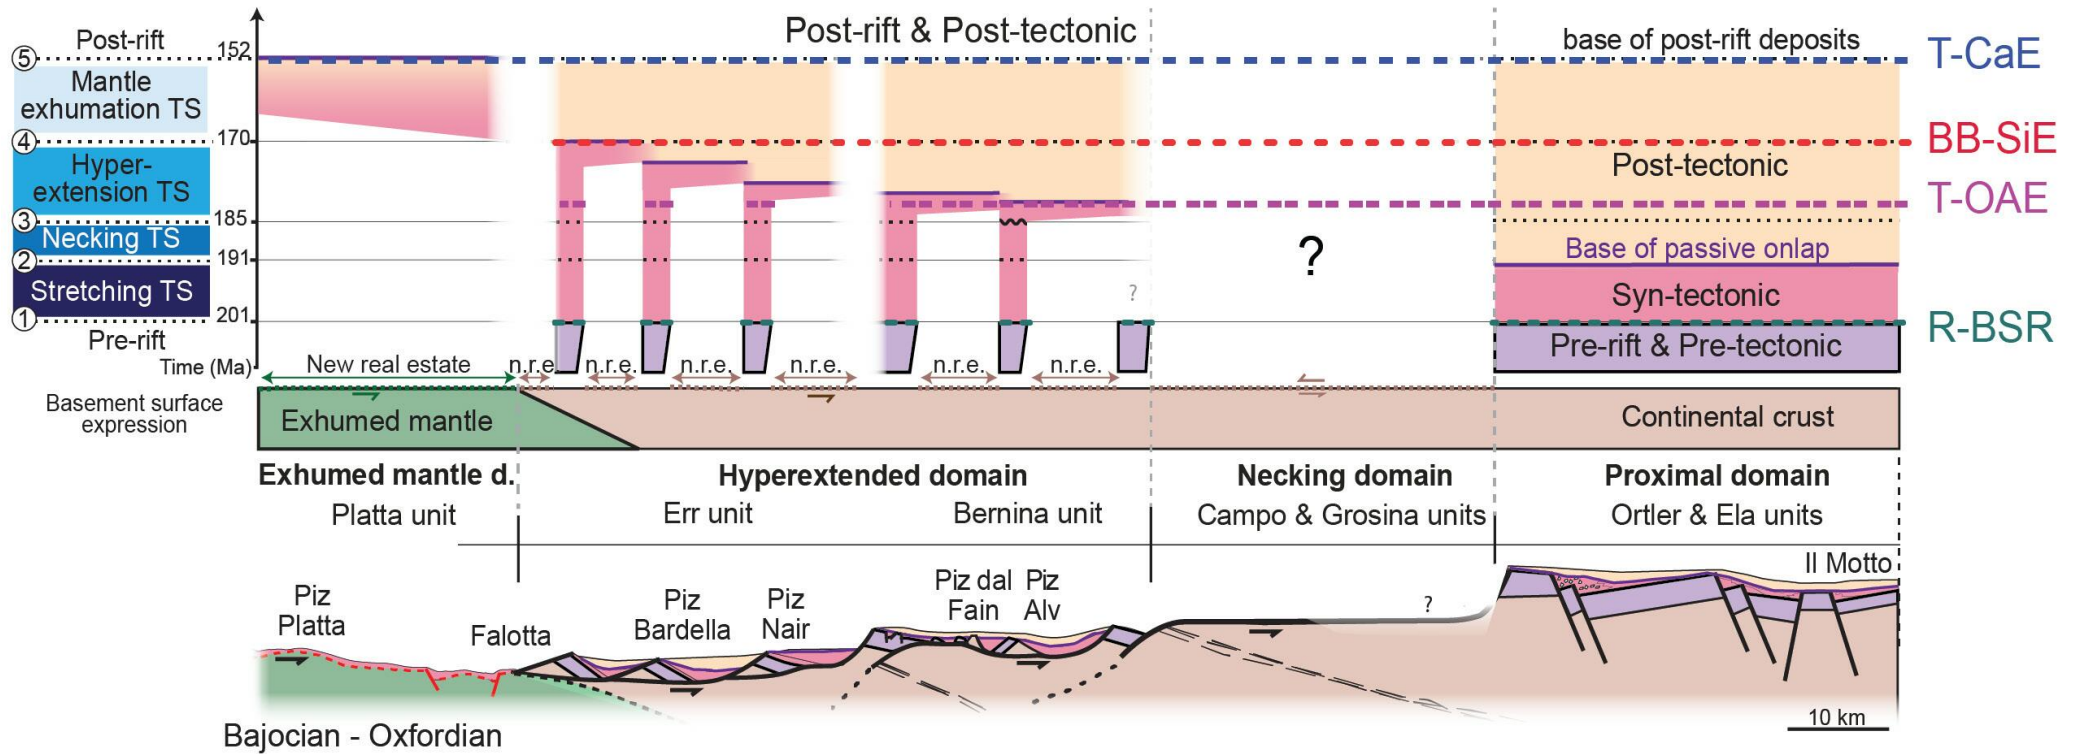 Post-rift
5
152
Post-rift & Post-tectonic
base of post-rift deposits
T-CaE
Mantle
exhumation TS
4
170
BB-SiE
Hyper-
extension TS
Post-tectonic
T-OAE
3
185
Necking TS
2
191
?
Base of passive onlap
Stretching TS
?
Syn-tectonic
1
201
R-BSR
Pre-rift
Pre-rift & Pre-tectonic
Time (Ma)
New real estate
n.r.e.
n.r.e.
n.r.e.
n.r.e.
n.r.e.
n.r.e.
Basement surface
expression
Exhumed mantle
Continental crust
Exhumed mantle d.
Hyperextended domain
Necking domain
Proximal domain
Platta unit
Err unit
Bernina unit
Campo & Grosina units
Ortler & Ela units
Il Motto
Piz
Platta
Falotta
Piz
Bardella
Piz
Nair
Piz dal
Fain
Piz
Alv
?
10 km
Bajocian - Oxfordian